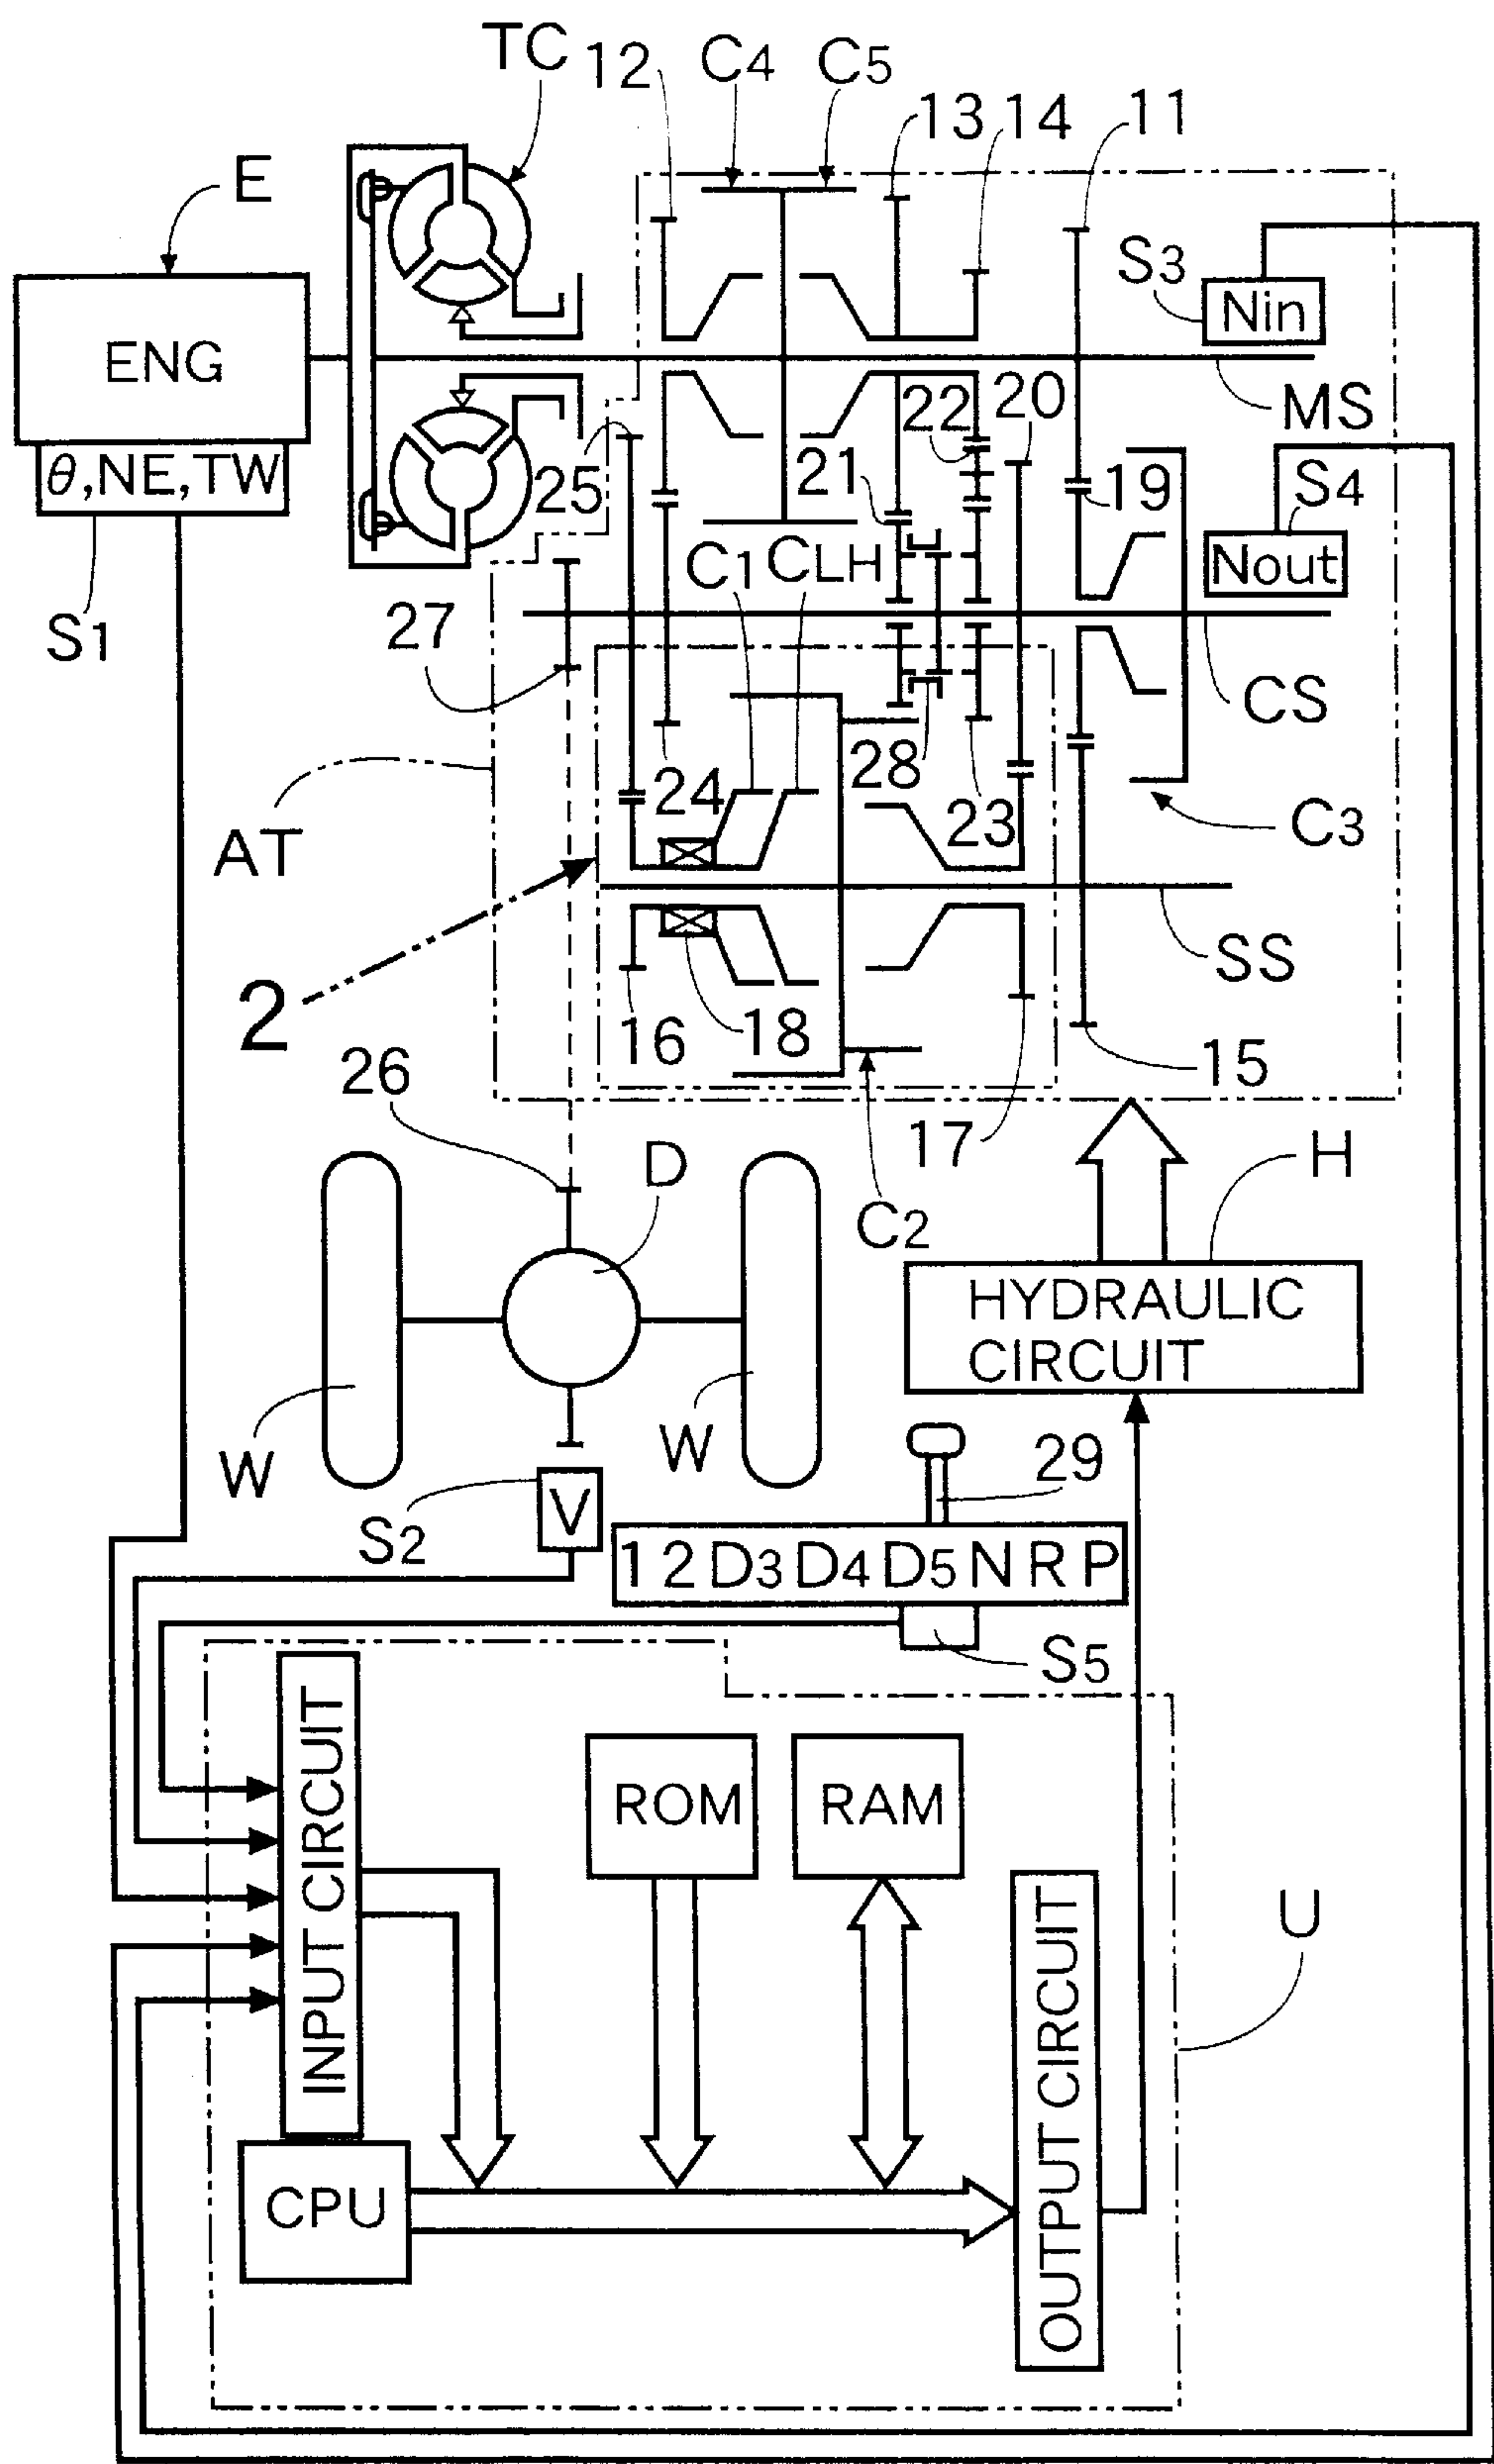 TC
12
C4
C5
13
14
11
E
S3
Nin
ENG
MS
20
22
25
21
19
S4
θ,NE,TW
C1
CLH
Nout
S1
27
CS
24
28
23
C3
AT
2
SS
16
18
15
26
17
H
D
C2
HYDRAULIC
CIRCUIT
W
W
29
S2
V
1 2 D3 D4 D5 N R P
S5
INPUT CIRCUIT
ROM
RAM
U
OUTPUT CIRCUIT
CPU